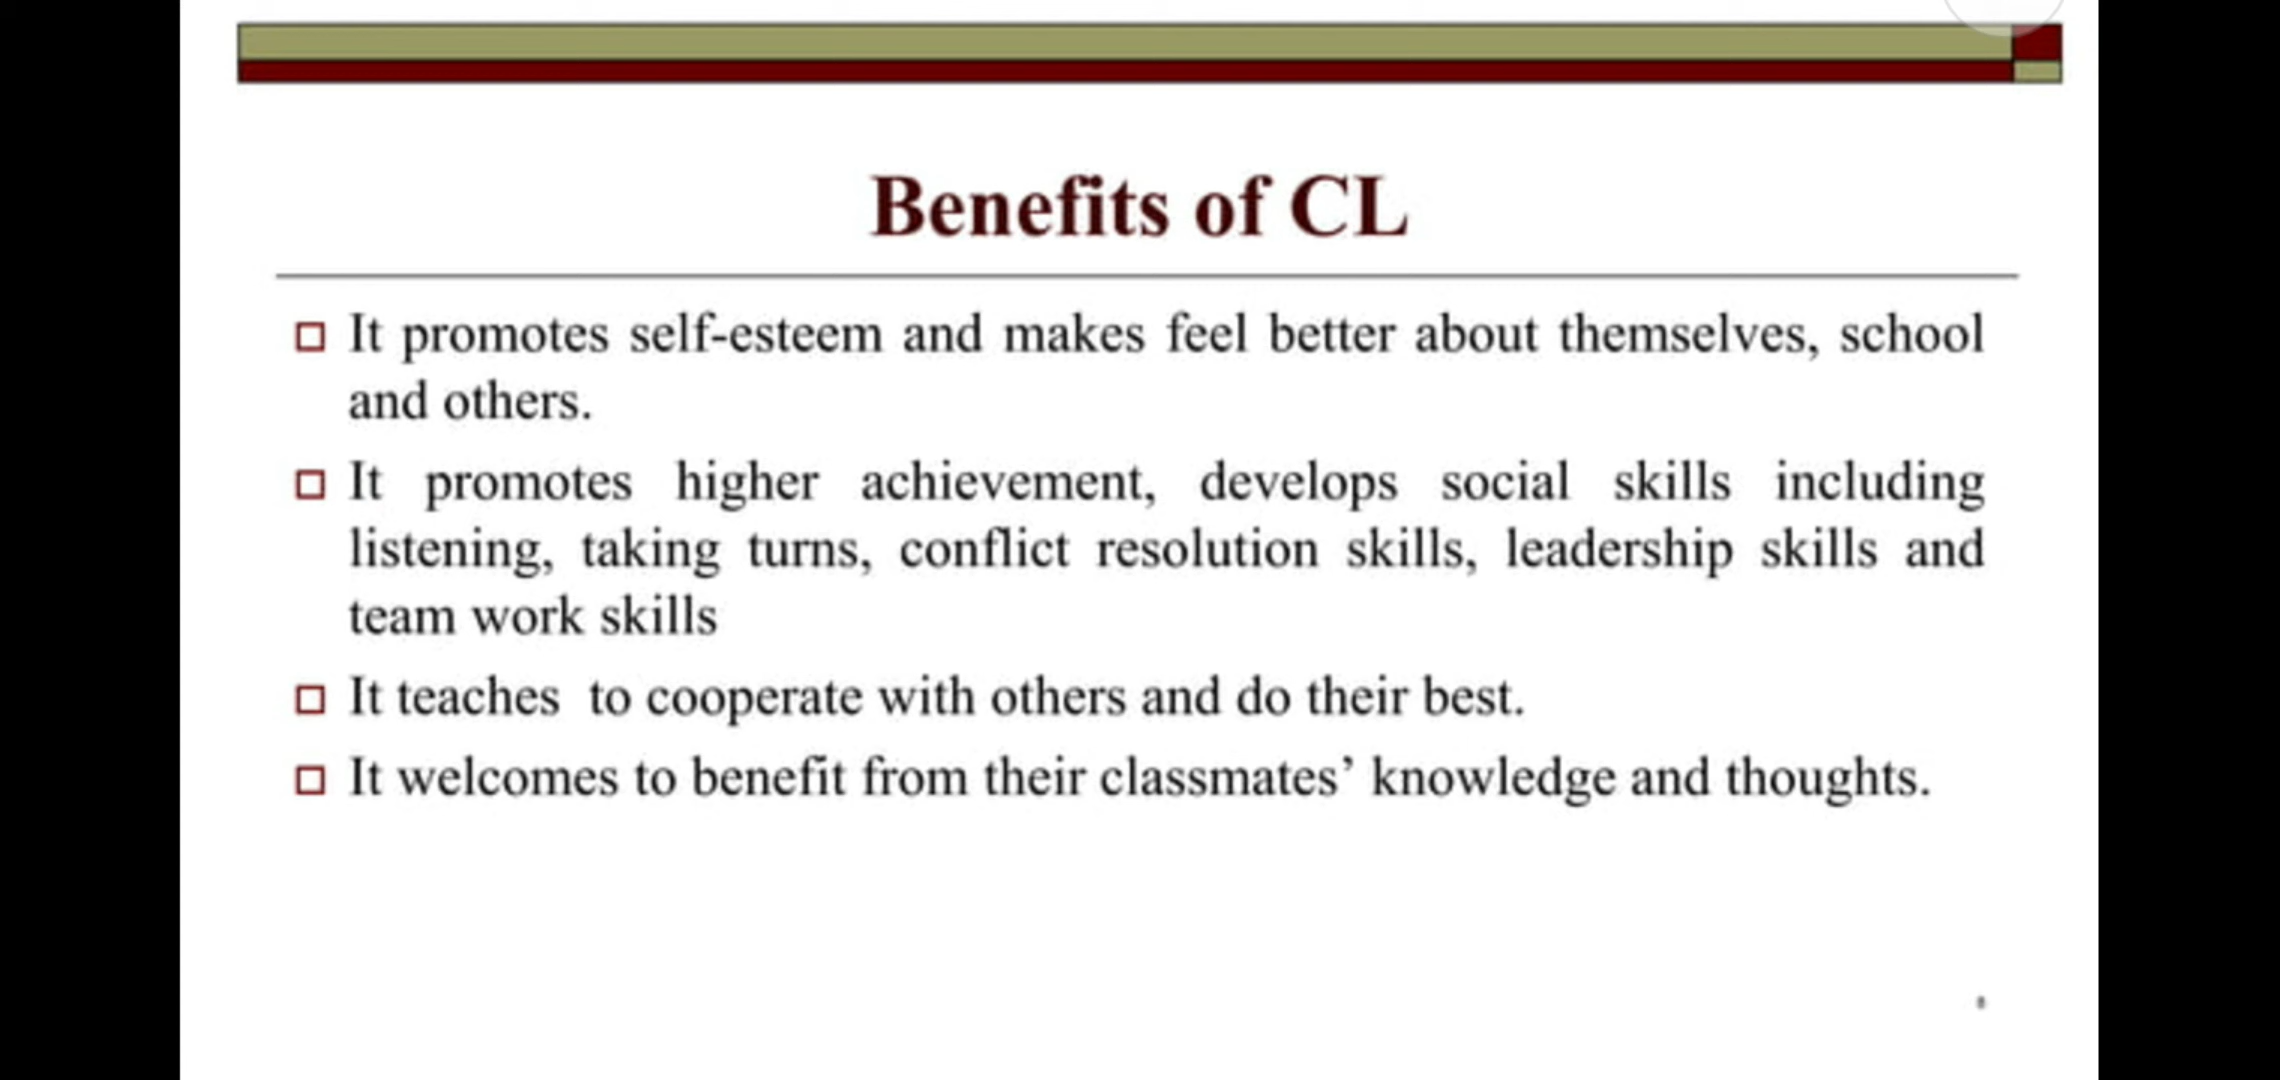 Benefits of CL
It promotes self-esteem and makes feel better about themselves, school
and others.
It promotes higher achievement, develops social skills including
listening, taking turns, conflict resolution skills, leadership skills and
team work skills
It teaches to cooperate with others and do their best.
It welcomes to benefit from their classmates’ knowledge and thoughts.